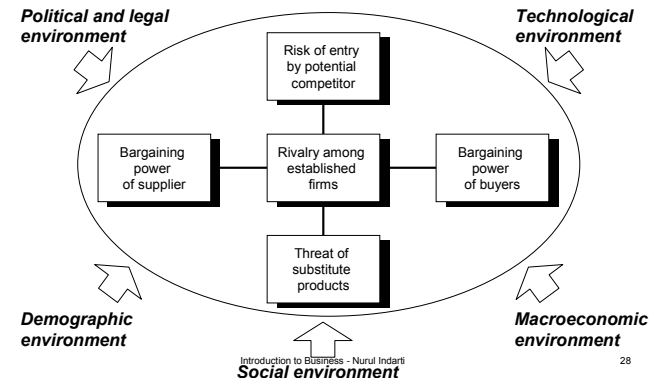 Political and legal
environment
Technological
environment
Risk of entry
by potential
competitor
Bargaining
power
of supplier
Rivalry among
established
firms
Bargaining
power
of buyers
Threat of
substitute
products
Demographic
environment
Macroeconomic
environment
Introduction to Business - Nurul Indarti
28
Social environment